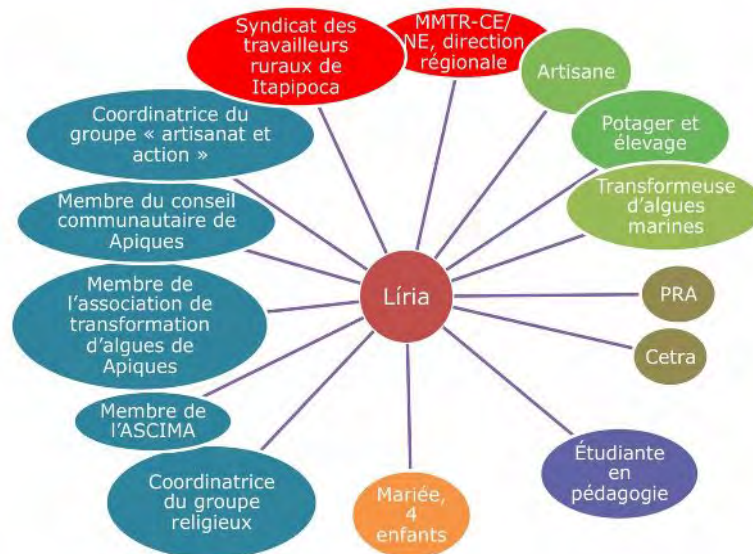 Syndicat des
travailleurs
ruraux de
Itapipoca
MMTR-CE/
NE, direction
régionale
Artisane
Potager et
élevage
Transformeuse
d'algues
marines
PRA
Cetra
Étudiante
en
pédagogie
Mariée,
4
enfants
Coordinatrice
du groupe
religieux
Membre de
l'ASCIMA
Membre de
l'association de
transformation
d'algues de
Apiques
Membre du conseil
communautaire de
Apiques
Coordinatrice du
groupe « artisanat et
action »
Líria